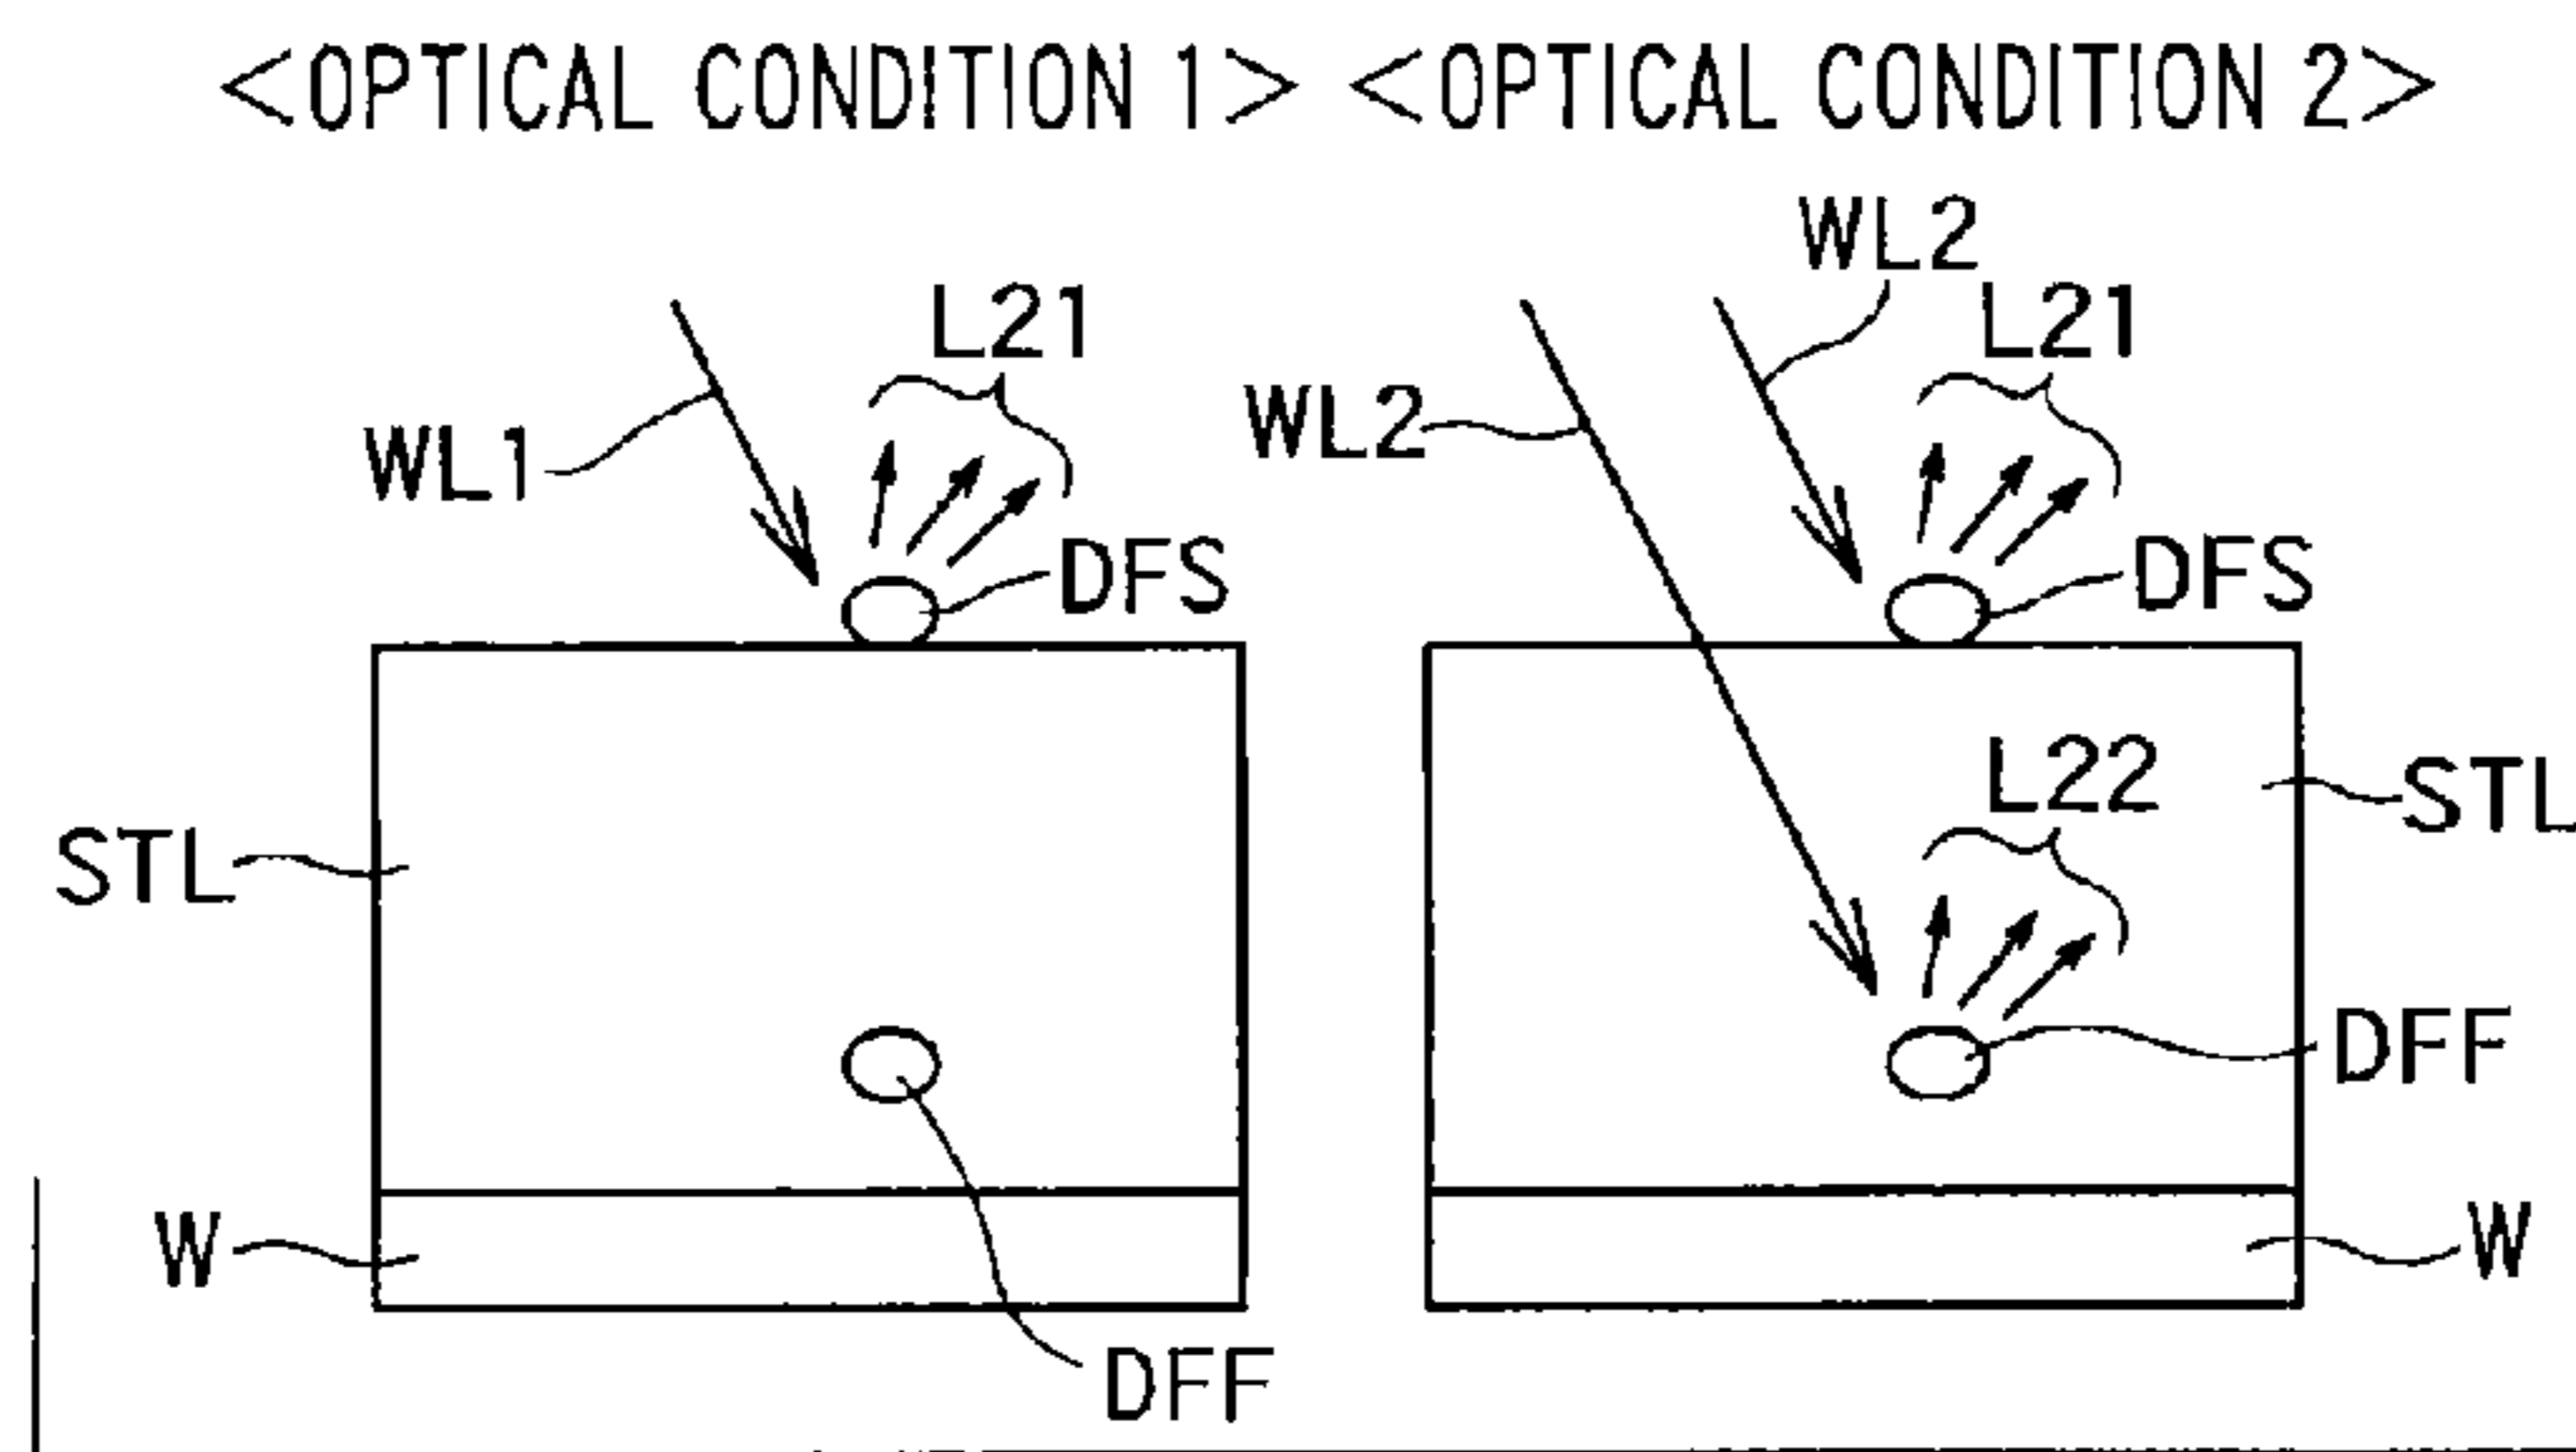 <OPTICAL CONDITION 1> <OPTICAL CONDITION 2>
WL2
L21 L21
WL1 WL2
DFS DFS
L22 STL
STL
DFF
W W
DFF